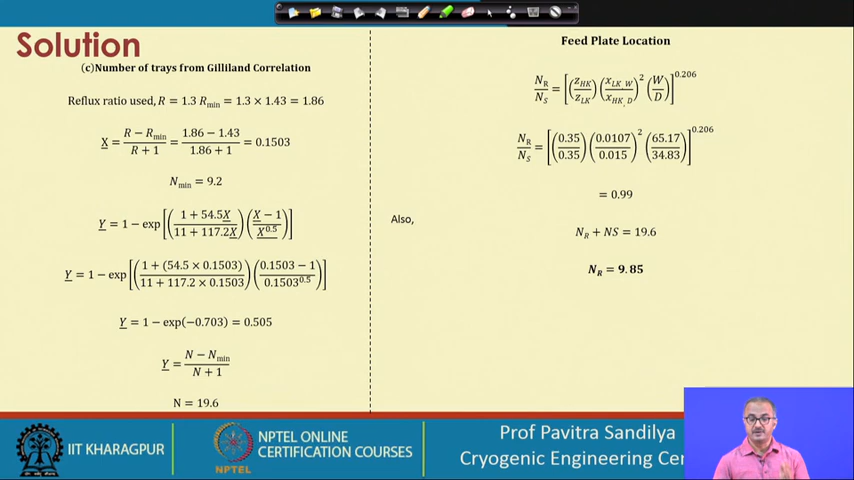 Solution
(c)Number of trays from Gilliland Correlation
Reflux ratio used, R = 1.3 R_min = 1.3 × 1.43 = 1.86
X = (R − R_min)/(R + 1) = (1.86 − 1.43)/(1.86 + 1) = 0.1503
N_min = 9.2
Y = 1 − exp[((1 + 54.5X)/(11 + 117.2X))((X − 1)/X^0.5)]
Y = 1 − exp[((1 + (54.5 × 0.1503))/(11 + 117.2 × 0.1503))((0.1503 − 1)/0.1503^0.5)]
Y = 1 − exp(−0.703) = 0.505
Y = (N − N_min)/(N + 1)
N = 19.6
Feed Plate Location
N_R/N_S = [(z_HK/z_LK)(x_LK,W/x_HK,D)^2(W/D)]^0.206
N_R/N_S = [(0.35/0.35)(0.0107/0.015)^2(65.17/34.83)]^0.206
= 0.99
Also,
N_R + NS = 19.6
N_R = 9.85
IIT KHARAGPUR
NPTEL
NPTEL ONLINE
CERTIFICATION COURSES
Prof Pavitra Sandilya
Cryogenic Engineering Cen